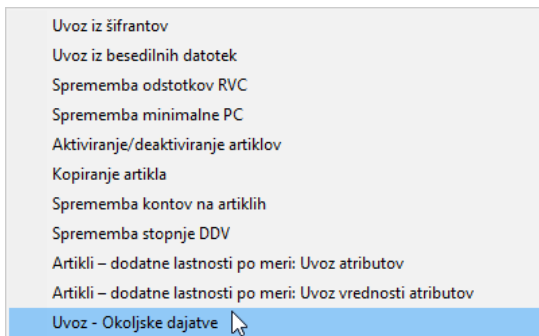 Uvoz iz šifrantov
Uvoz iz besedilnih datotek
Sprememba odstotkov RVC
Sprememba minimalne PC
Aktiviranje/deaktiviranje artiklov
Kopiranje artikla
Sprememba kontov na artiklih
Sprememba stopnje DDV
Artikli – dodatne lastnosti po meri: Uvoz atributov
Artikli – dodatne lastnosti po meri: Uvoz vrednosti atributov
Uvoz - Okoljske dajatve